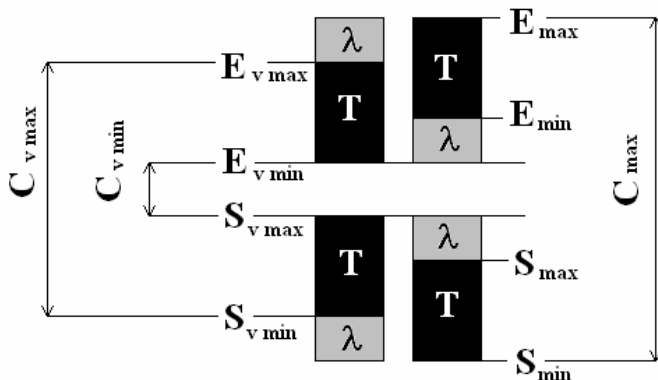 λ
E max
E v max
T
T
E min
λ
C v max
C v min
E v min
C max
S v max
λ
T
S max
T
S v min
λ
S min